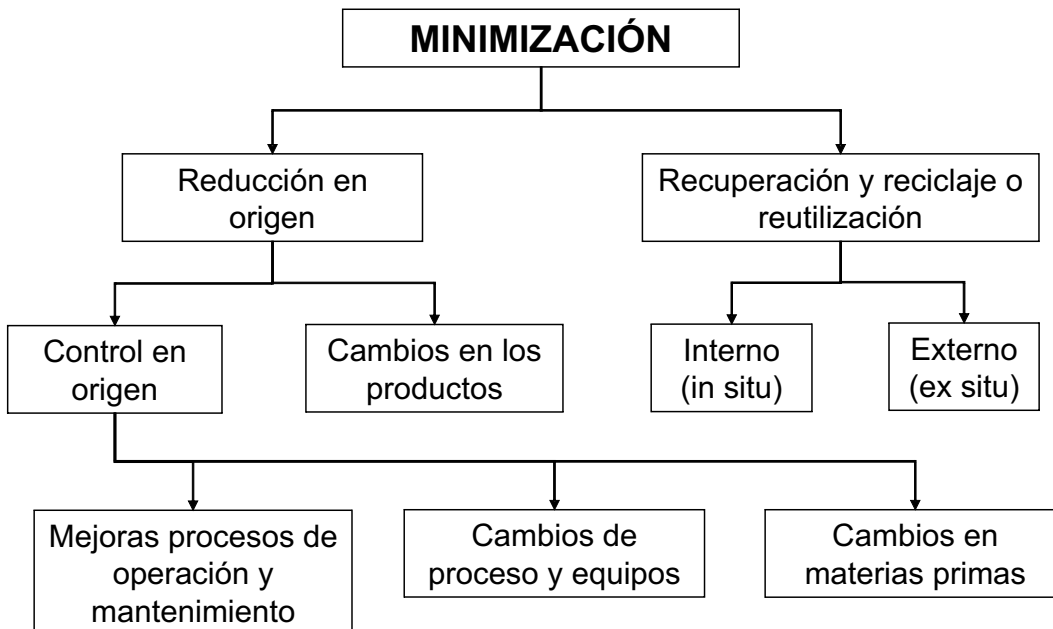 MINIMIZACIÓN
Reducción en
origen
Recuperación y reciclaje o
reutilización
Control en
origen
Cambios en los
productos
Interno
(in situ)
Externo
(ex situ)
Mejoras procesos de
operación y
mantenimiento
Cambios de
proceso y equipos
Cambios en
materias primas